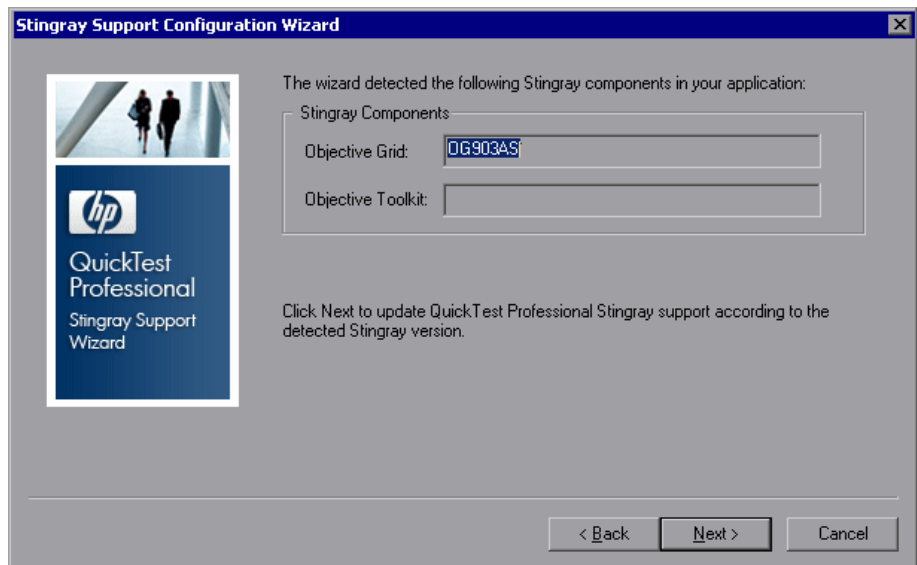 Stingray Support Configuration Wizard
The wizard detected the following Stingray components in your application:
Stingray Components
Objective Grid:
OG903AS
Objective Toolkit:
hp
QuickTest
Professional
Stingray Support
Wizard
Click Next to update QuickTest Professional Stingray support according to the
detected Stingray version.
< Back
Next >
Cancel